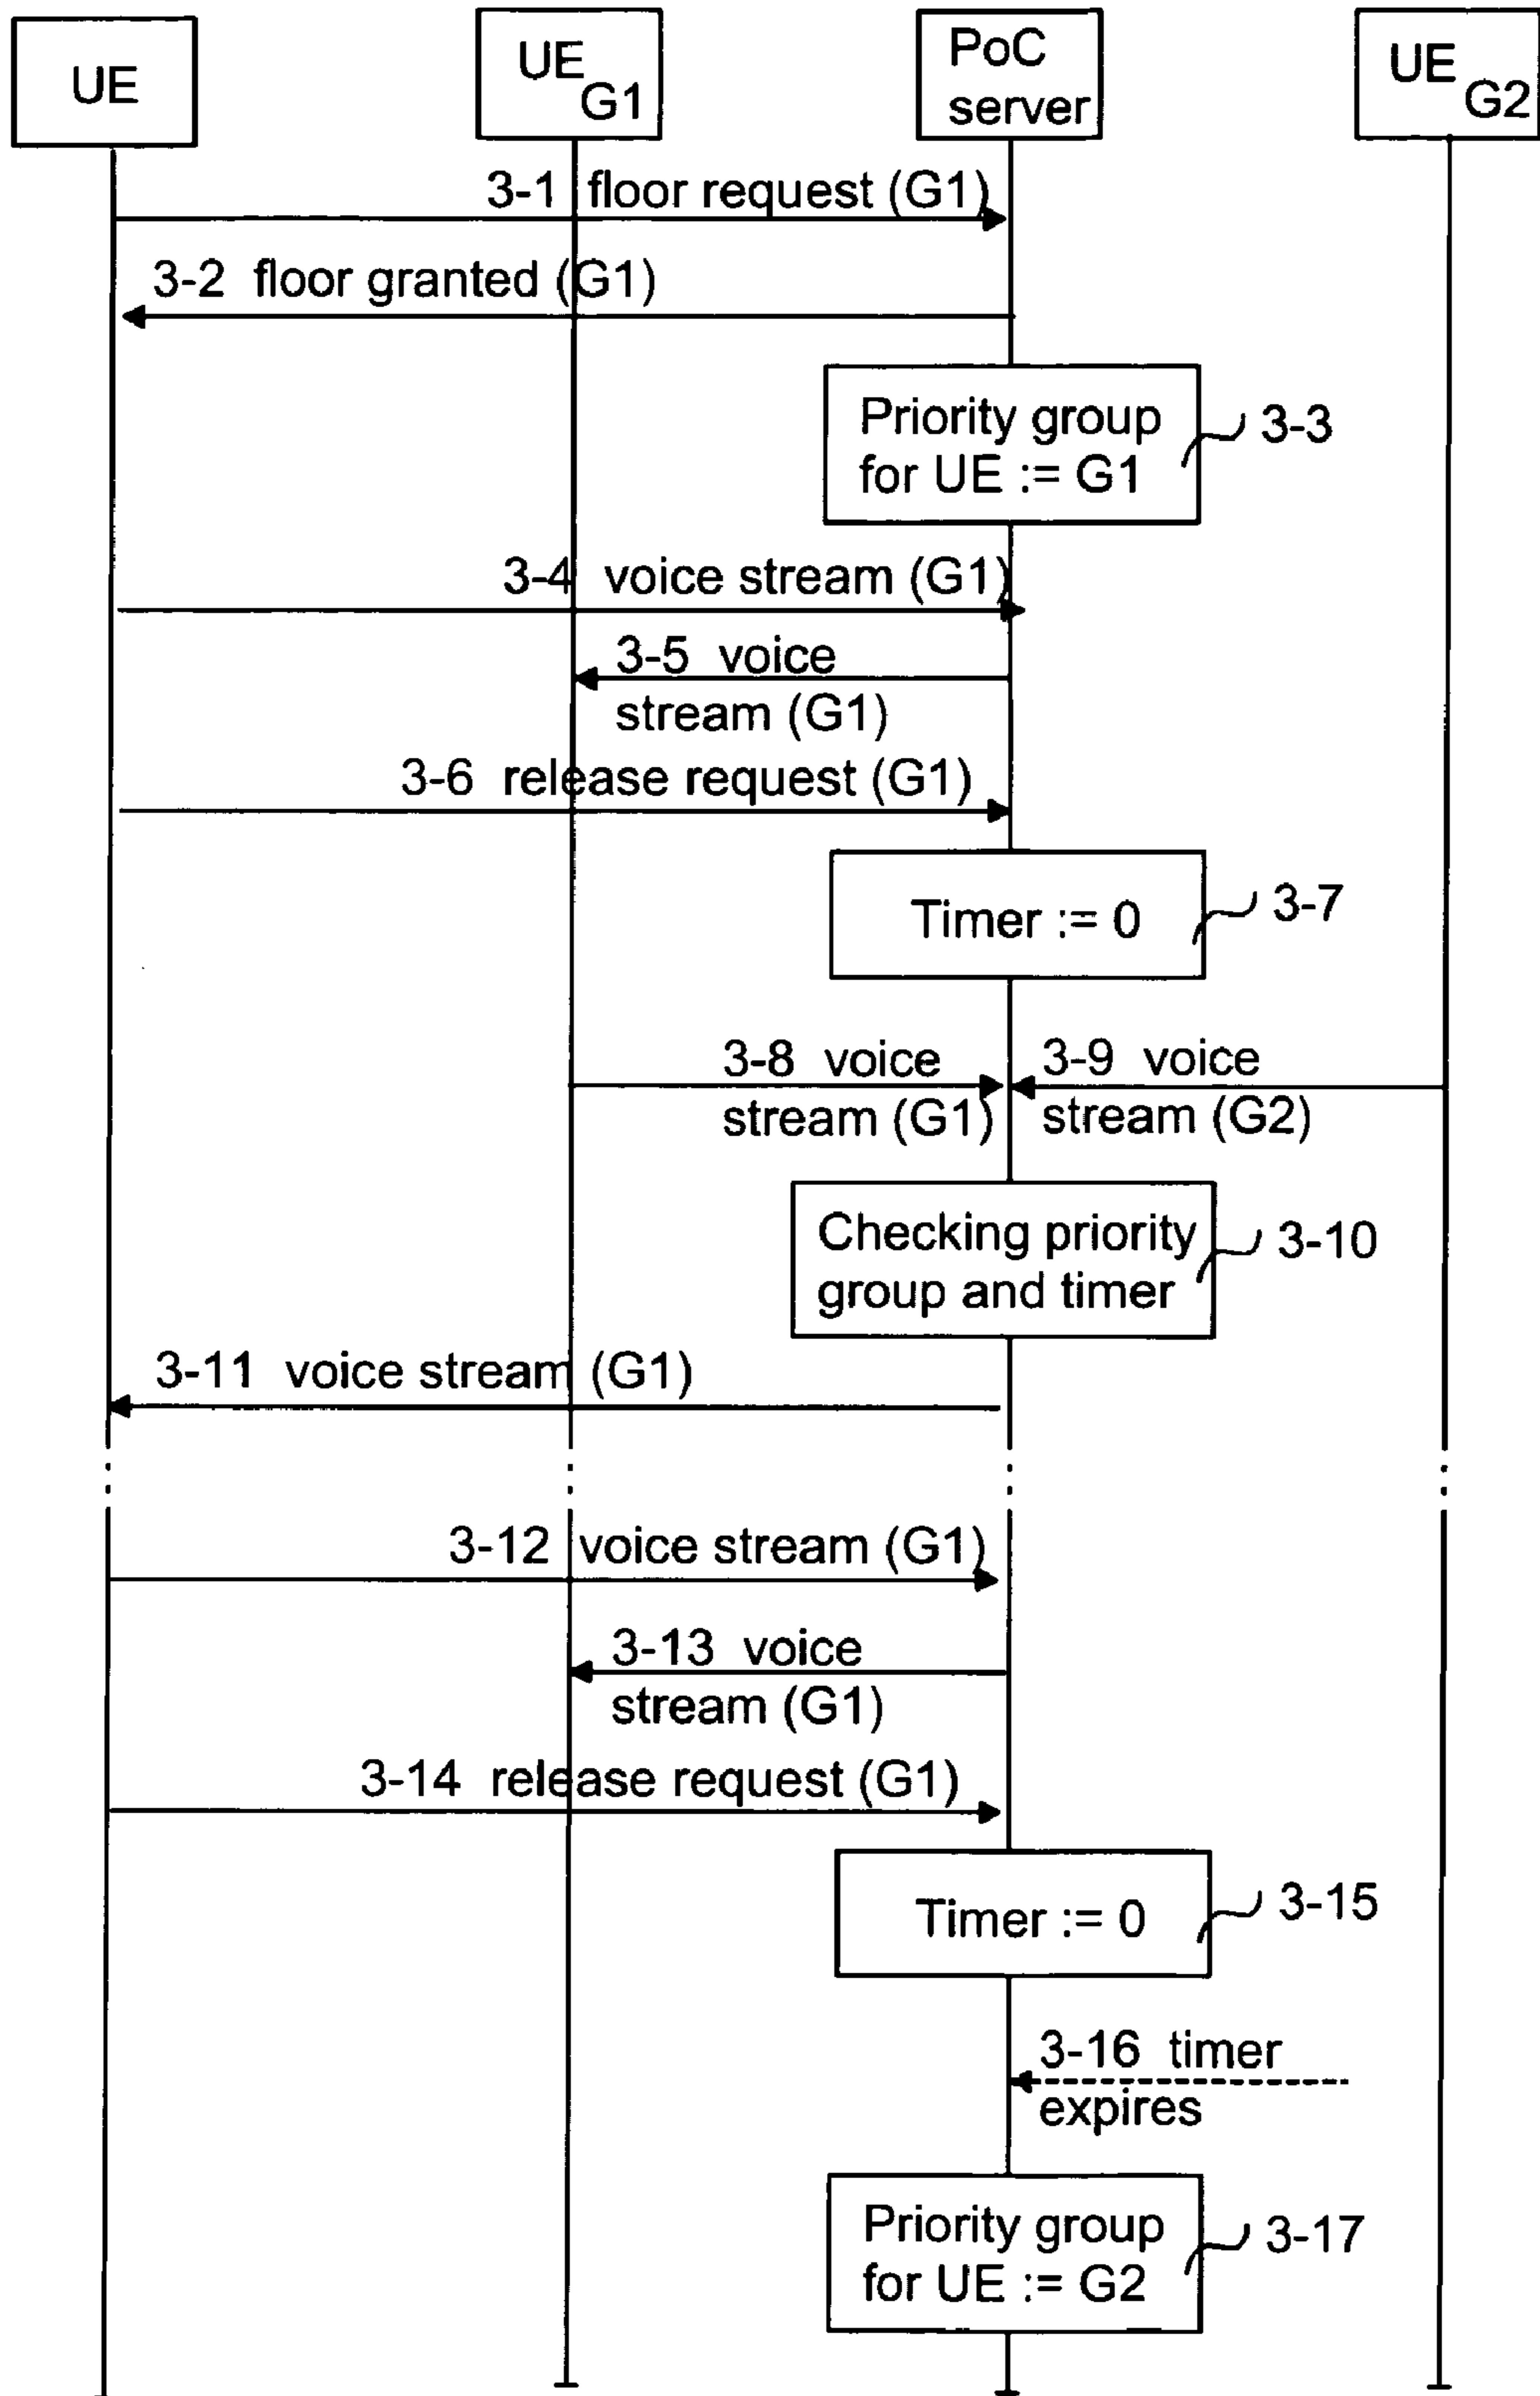 UE
UE G1
PoC
server
UE G2
3-1 floor request (G1)
3-2 floor granted (G1)
Priority group
for UE := G1
3-3
3-4 voice stream (G1)
3-5 voice
stream (G1)
3-6 release request (G1)
Timer := 0
3-7
3-8 voice
stream (G1)
3-9 voice
stream (G2)
Checking priority
group and timer
3-10
3-11 voice stream (G1)
3-12 voice stream (G1)
3-13 voice
stream (G1)
3-14 release request (G1)
Timer := 0
3-15
3-16 timer
expires
Priority group
for UE := G2
3-17